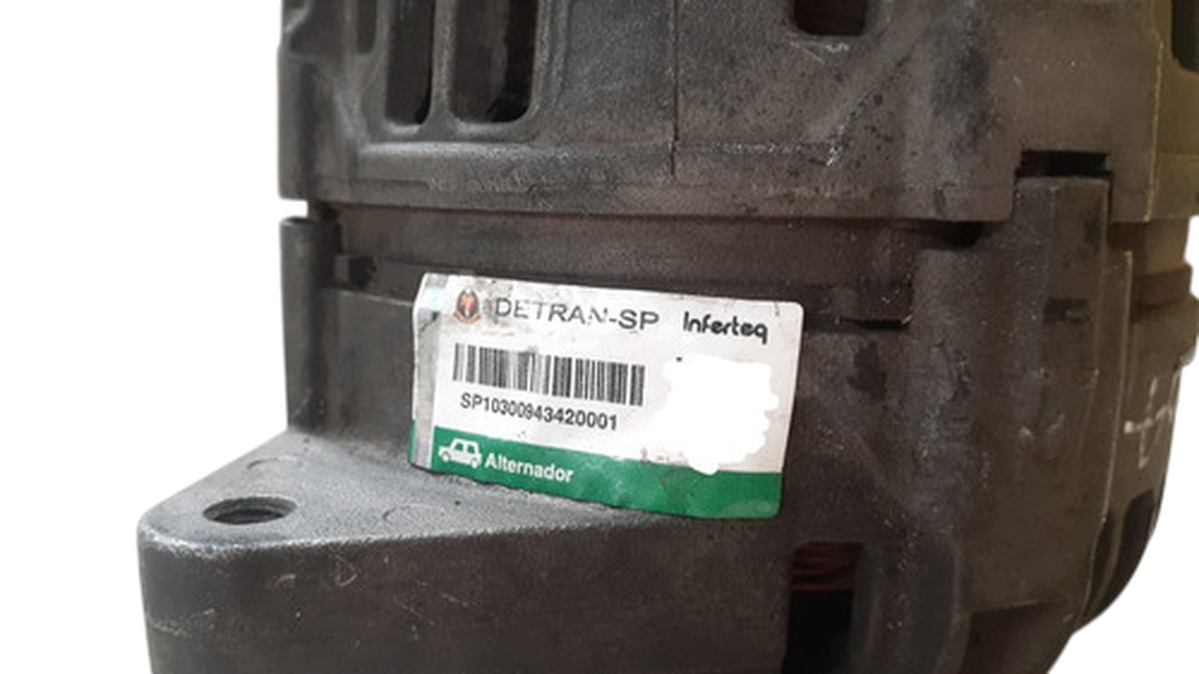 DETRAN-SP Inferteq
SP10300943420001
Alternador